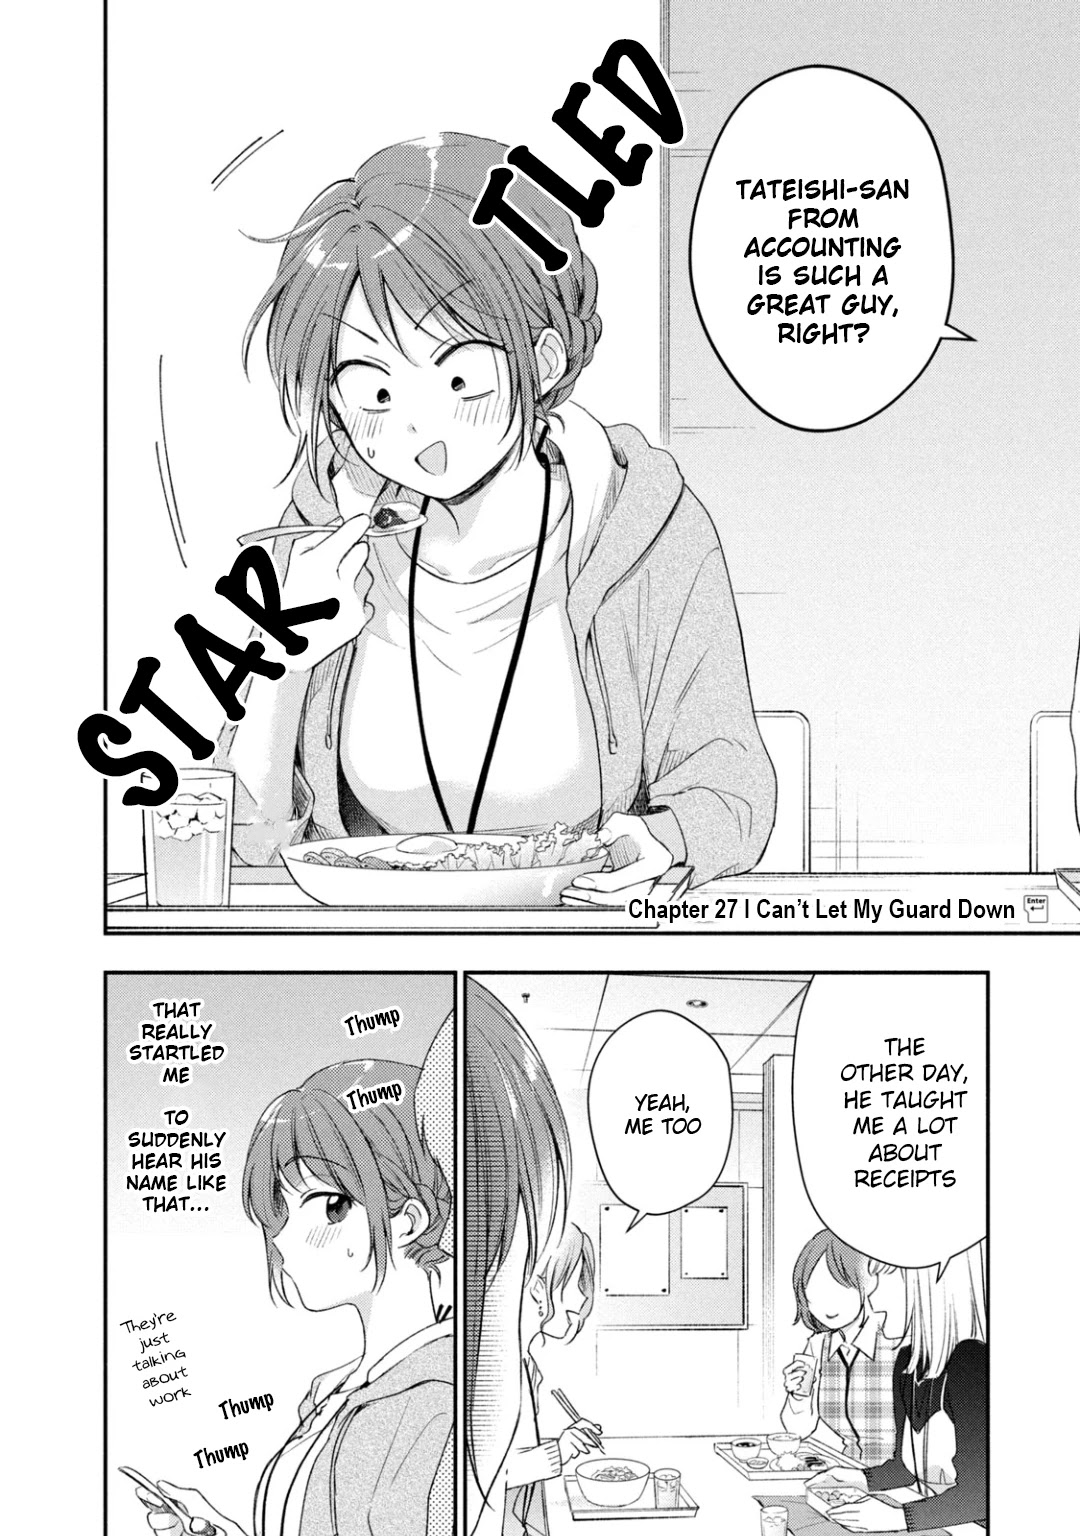 TATEISHI-SAN
FROM
ACCOUNTING
IS SUCH A
GREAT GUY,
RIGHT?
STAR
TLED
Chapter 27 I Can't Let My Guard Down
Enter
THE
OTHER DAY,
HE TAUGHT
ME A LOT
ABOUT
RECEIPTS
YEAH,
ME TOO
Thump
Thump
THAT
REALLY
STARTLED
ME
TO
SUDDENLY
HEAR HIS
NAME LIKE
THAT...
They're
just
talking
about
work
Thump
Thump